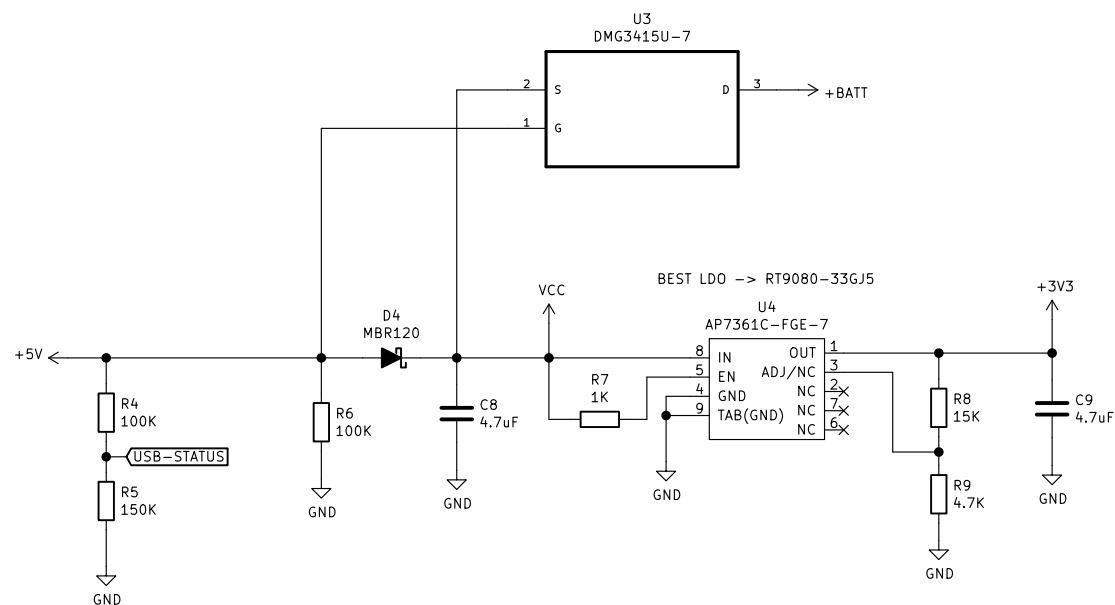 U3
DMG3415U-7
2
S
D
3
+BATT
1
G
BEST LDO -> RT9080-33GJ5
VCC
+3V3
U4
AP7361C-FGE-7
D4
MBR120
+5V
8
IN
OUT
1
5
EN
ADJ/NC
3
4
GND
NC
2
9
TAB(GND)
NC
7
NC
6
R7
1K
R4
100K
R6
100K
C8
4.7uF
R8
15K
C9
4.7uF
USB-STATUS
R5
150K
R9
4.7K
GND
GND
GND
GND
GND
GND